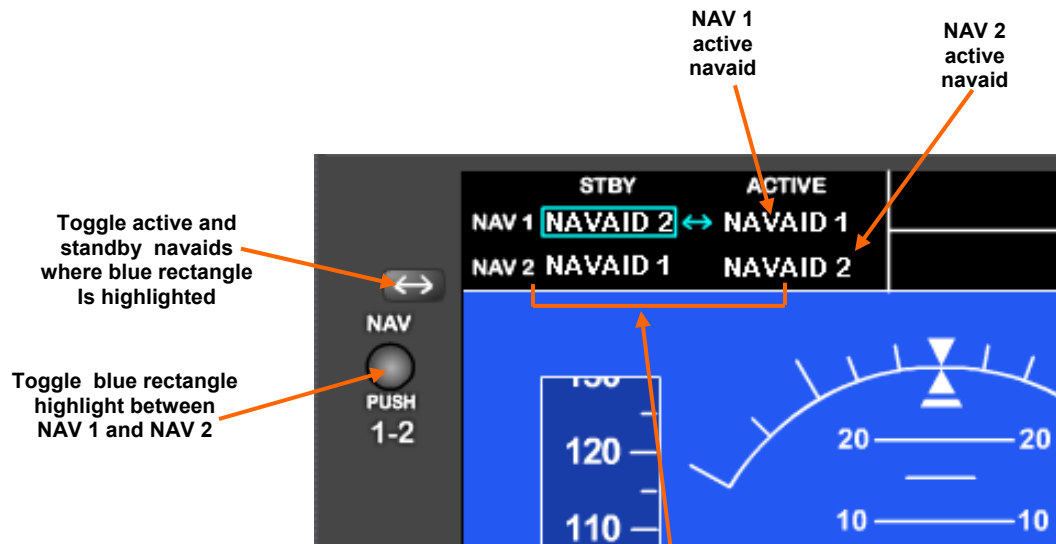 NAV 1
active
navaid
NAV 2
active
navaid
STBY ACTIVE
NAV 1 NAVAID 2 ↔ NAVAID 1
NAV 2 NAVAID 1 NAVAID 2
Toggle active and
standby navaids
where blue rectangle
Is highlighted
↔
NAV
PUSH
1-2
Toggle blue rectangle
highlight between
NAV 1 and NAV 2
120
110
20 20
10 10